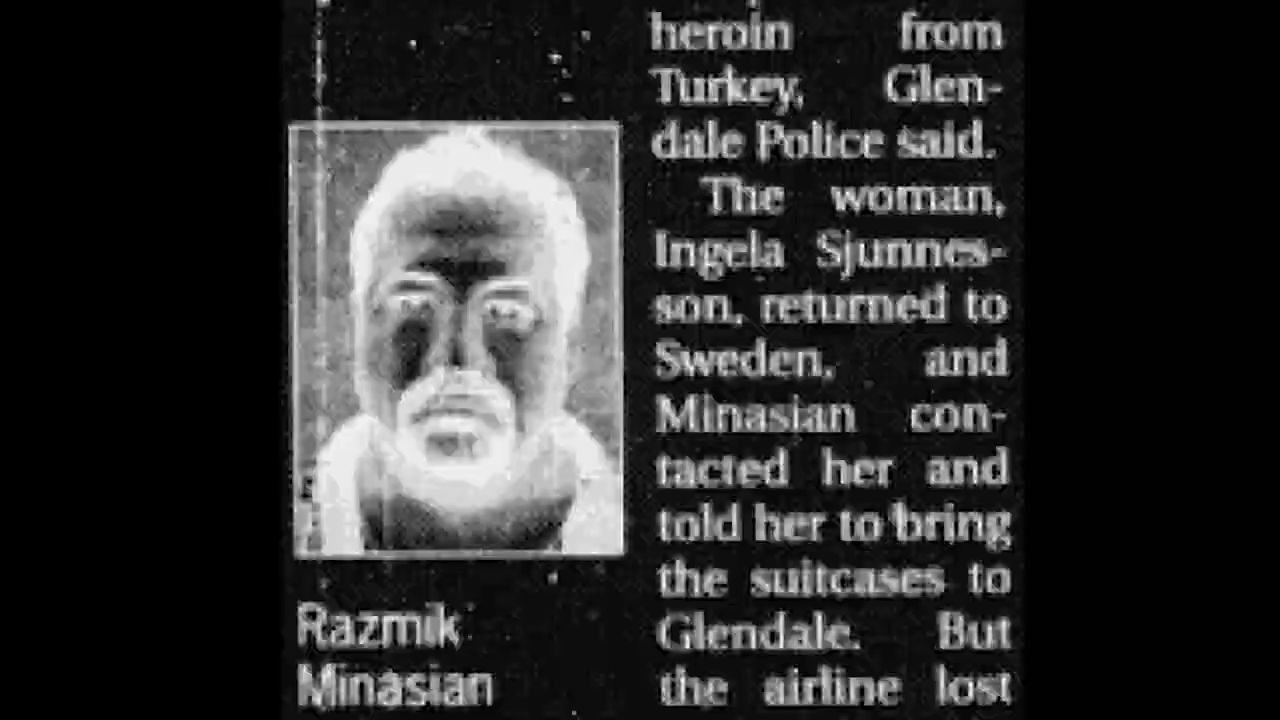 heroin from
Turkey, Glen-
dale Police said.
The woman,
Ingela Sjunnes-
son, returned to
Sweden, and
Minasian con-
tacted her and
told her to bring
the suitcases to
Glendale. But
the airline lost
Razmik
Minasian